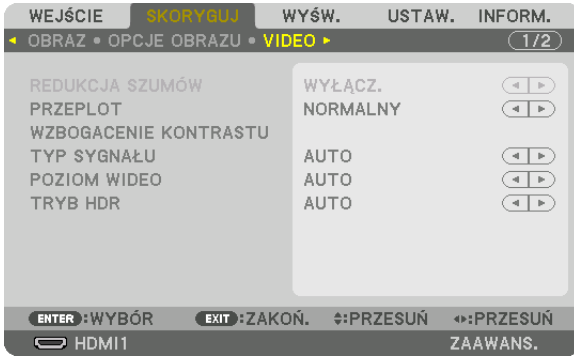 WEJŚCIE SKORYGUJ WYŚW. USTAW. INFORM.
OBRAZ • OPCJE OBRAZU • VIDEO 1/2
REDUKCJA SZUMÓW WYŁĄCZ.
PRZEPLOT NORMALNY
WZBOGACENIE KONTRASTU
TYP SYGNAŁU AUTO
POZIOM WIDEO AUTO
TRYB HDR AUTO
ENTER :WYBÓR EXIT :ZAKOŃ. :PRZESUŃ :PRZESUŃ
HDMI1 ZAAWANS.